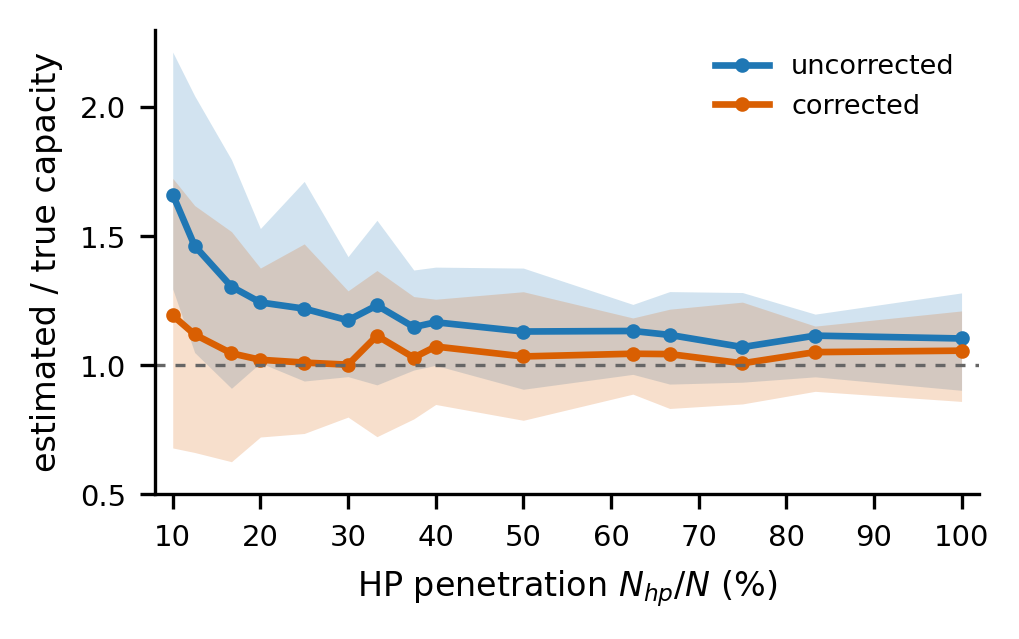 estimated / true capacity
2.0
1.5
1.0
0.5
uncorrected
corrected
10 20 30 40 50 60 70 80 90 100
HP penetration N_hp/N (%)